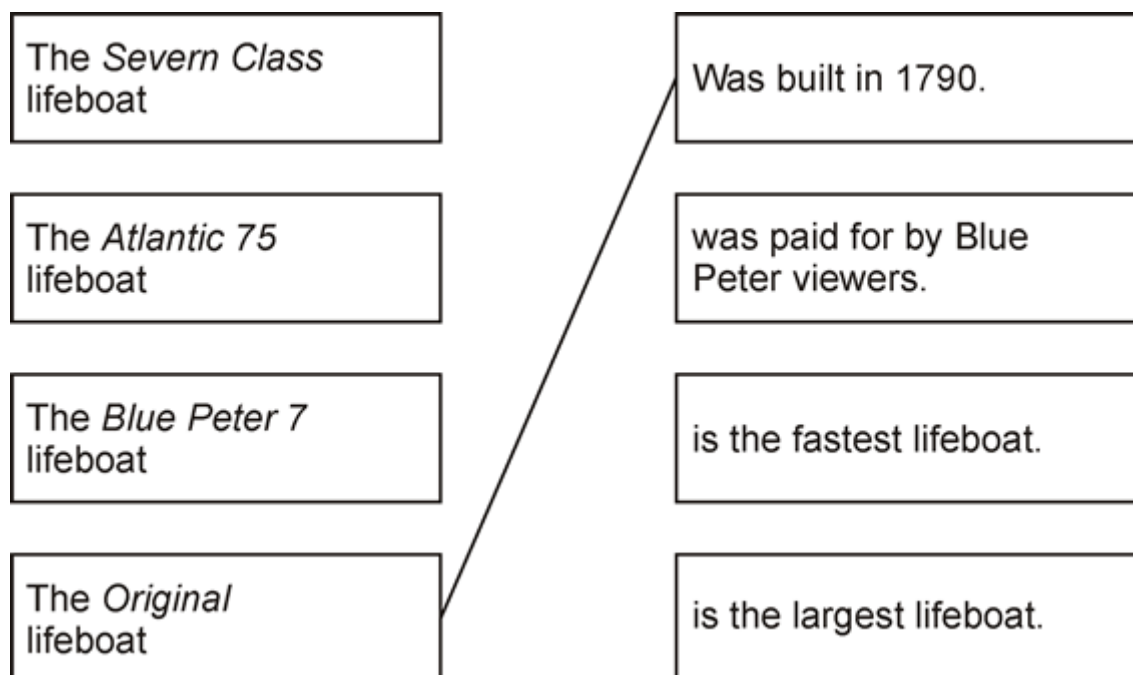 The Severn Class
lifeboat
Was built in 1790.
The Atlantic 75
lifeboat
was paid for by Blue
Peter viewers.
The Blue Peter 7
lifeboat
is the fastest lifeboat.
The Original
lifeboat
is the largest lifeboat.